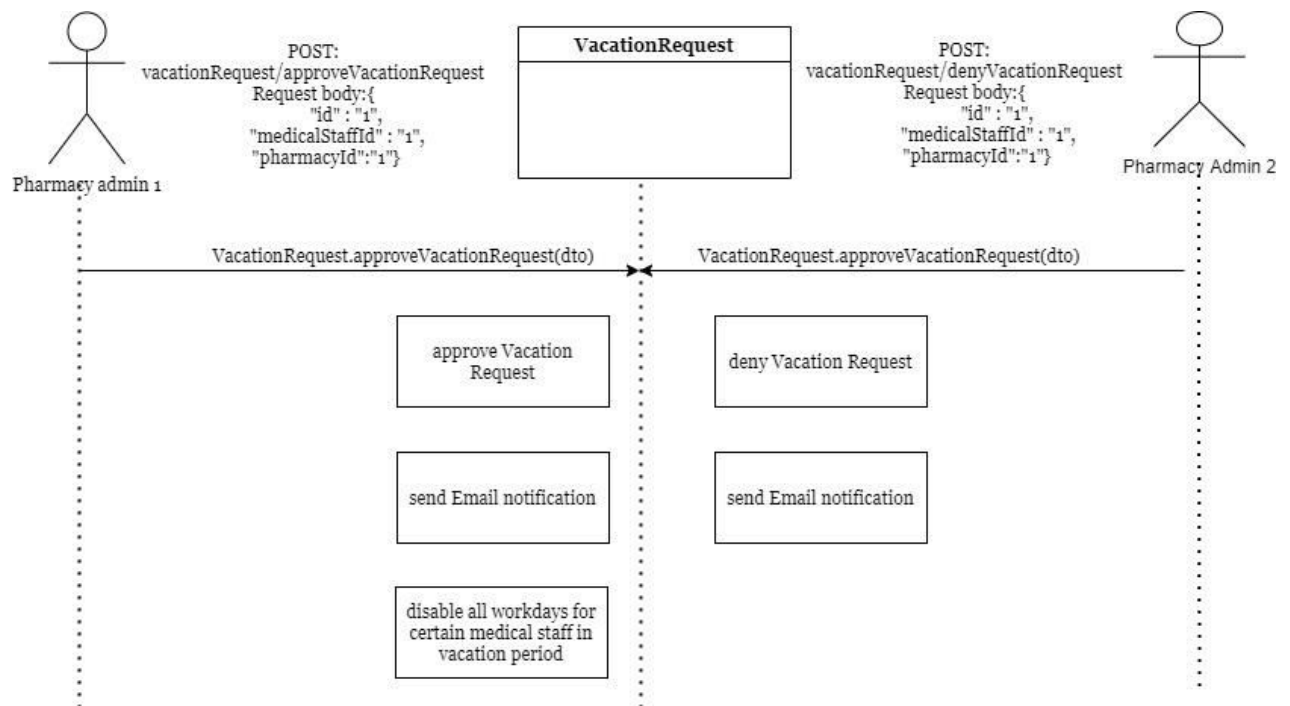 POST:
vacationRequest/approveVacationRequest
Request body:{
"id" : "1",
"medicalStaffId" : "1",
"pharmacyId":"1"}
VacationRequest
POST:
vacationRequest/denyVacationRequest
Request body:{
"id" : "1",
"medicalStaffId" : "1",
"pharmacyId":"1"}
Pharmacy admin 1
Pharmacy Admin 2
VacationRequest.approveVacationRequest(dto)
VacationRequest.approveVacationRequest(dto)
approve Vacation
Request
deny Vacation Request
send Email notification
send Email notification
disable all workdays for
certain medical staff in
vacation period